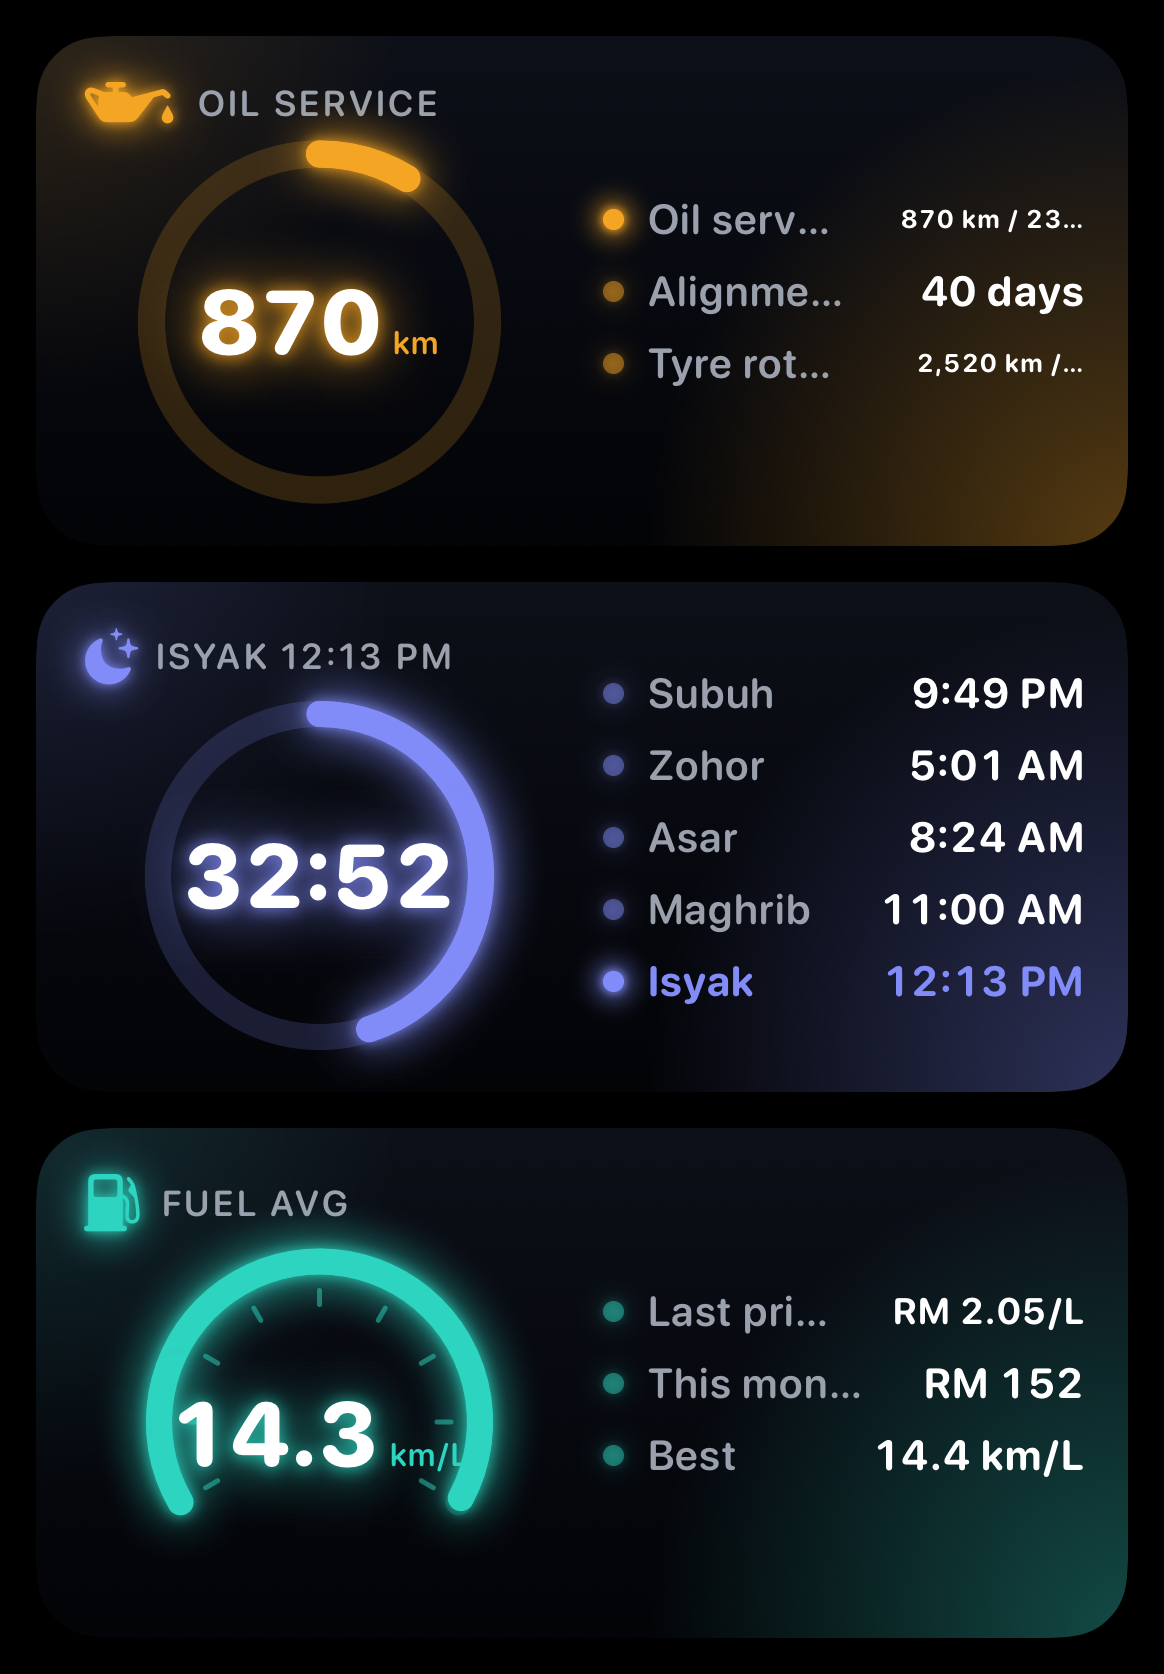 OIL SERVICE
870 km
Oil serv... 870 km / 23...
Alignme... 40 days
Tyre rot... 2,520 km /...
ISYAK 12:13 PM
32:52
Subuh 9:49 PM
Zohor 5:01 AM
Asar 8:24 AM
Maghrib 11:00 AM
Isyak 12:13 PM
FUEL AVG
14.3 km/L
Last pri... RM 2.05/L
This mon... RM 152
Best 14.4 km/L